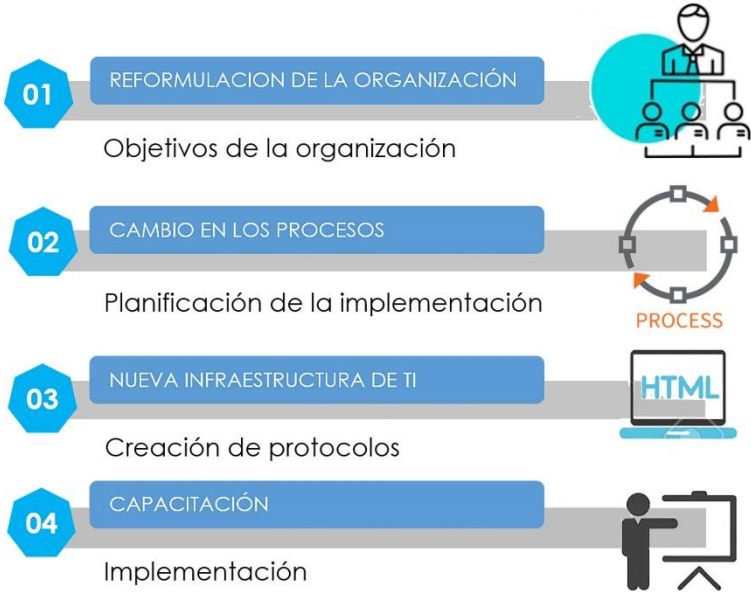 01
REFORMULACION DE LA ORGANIZACIÓN
Objetivos de la organización
02
CAMBIO EN LOS PROCESOS
Planificación de la implementación
PROCESS
03
NUEVA INFRAESTRUCTURA DE TI
HTML
Creación de protocolos
04
CAPACITACIÓN
Implementación